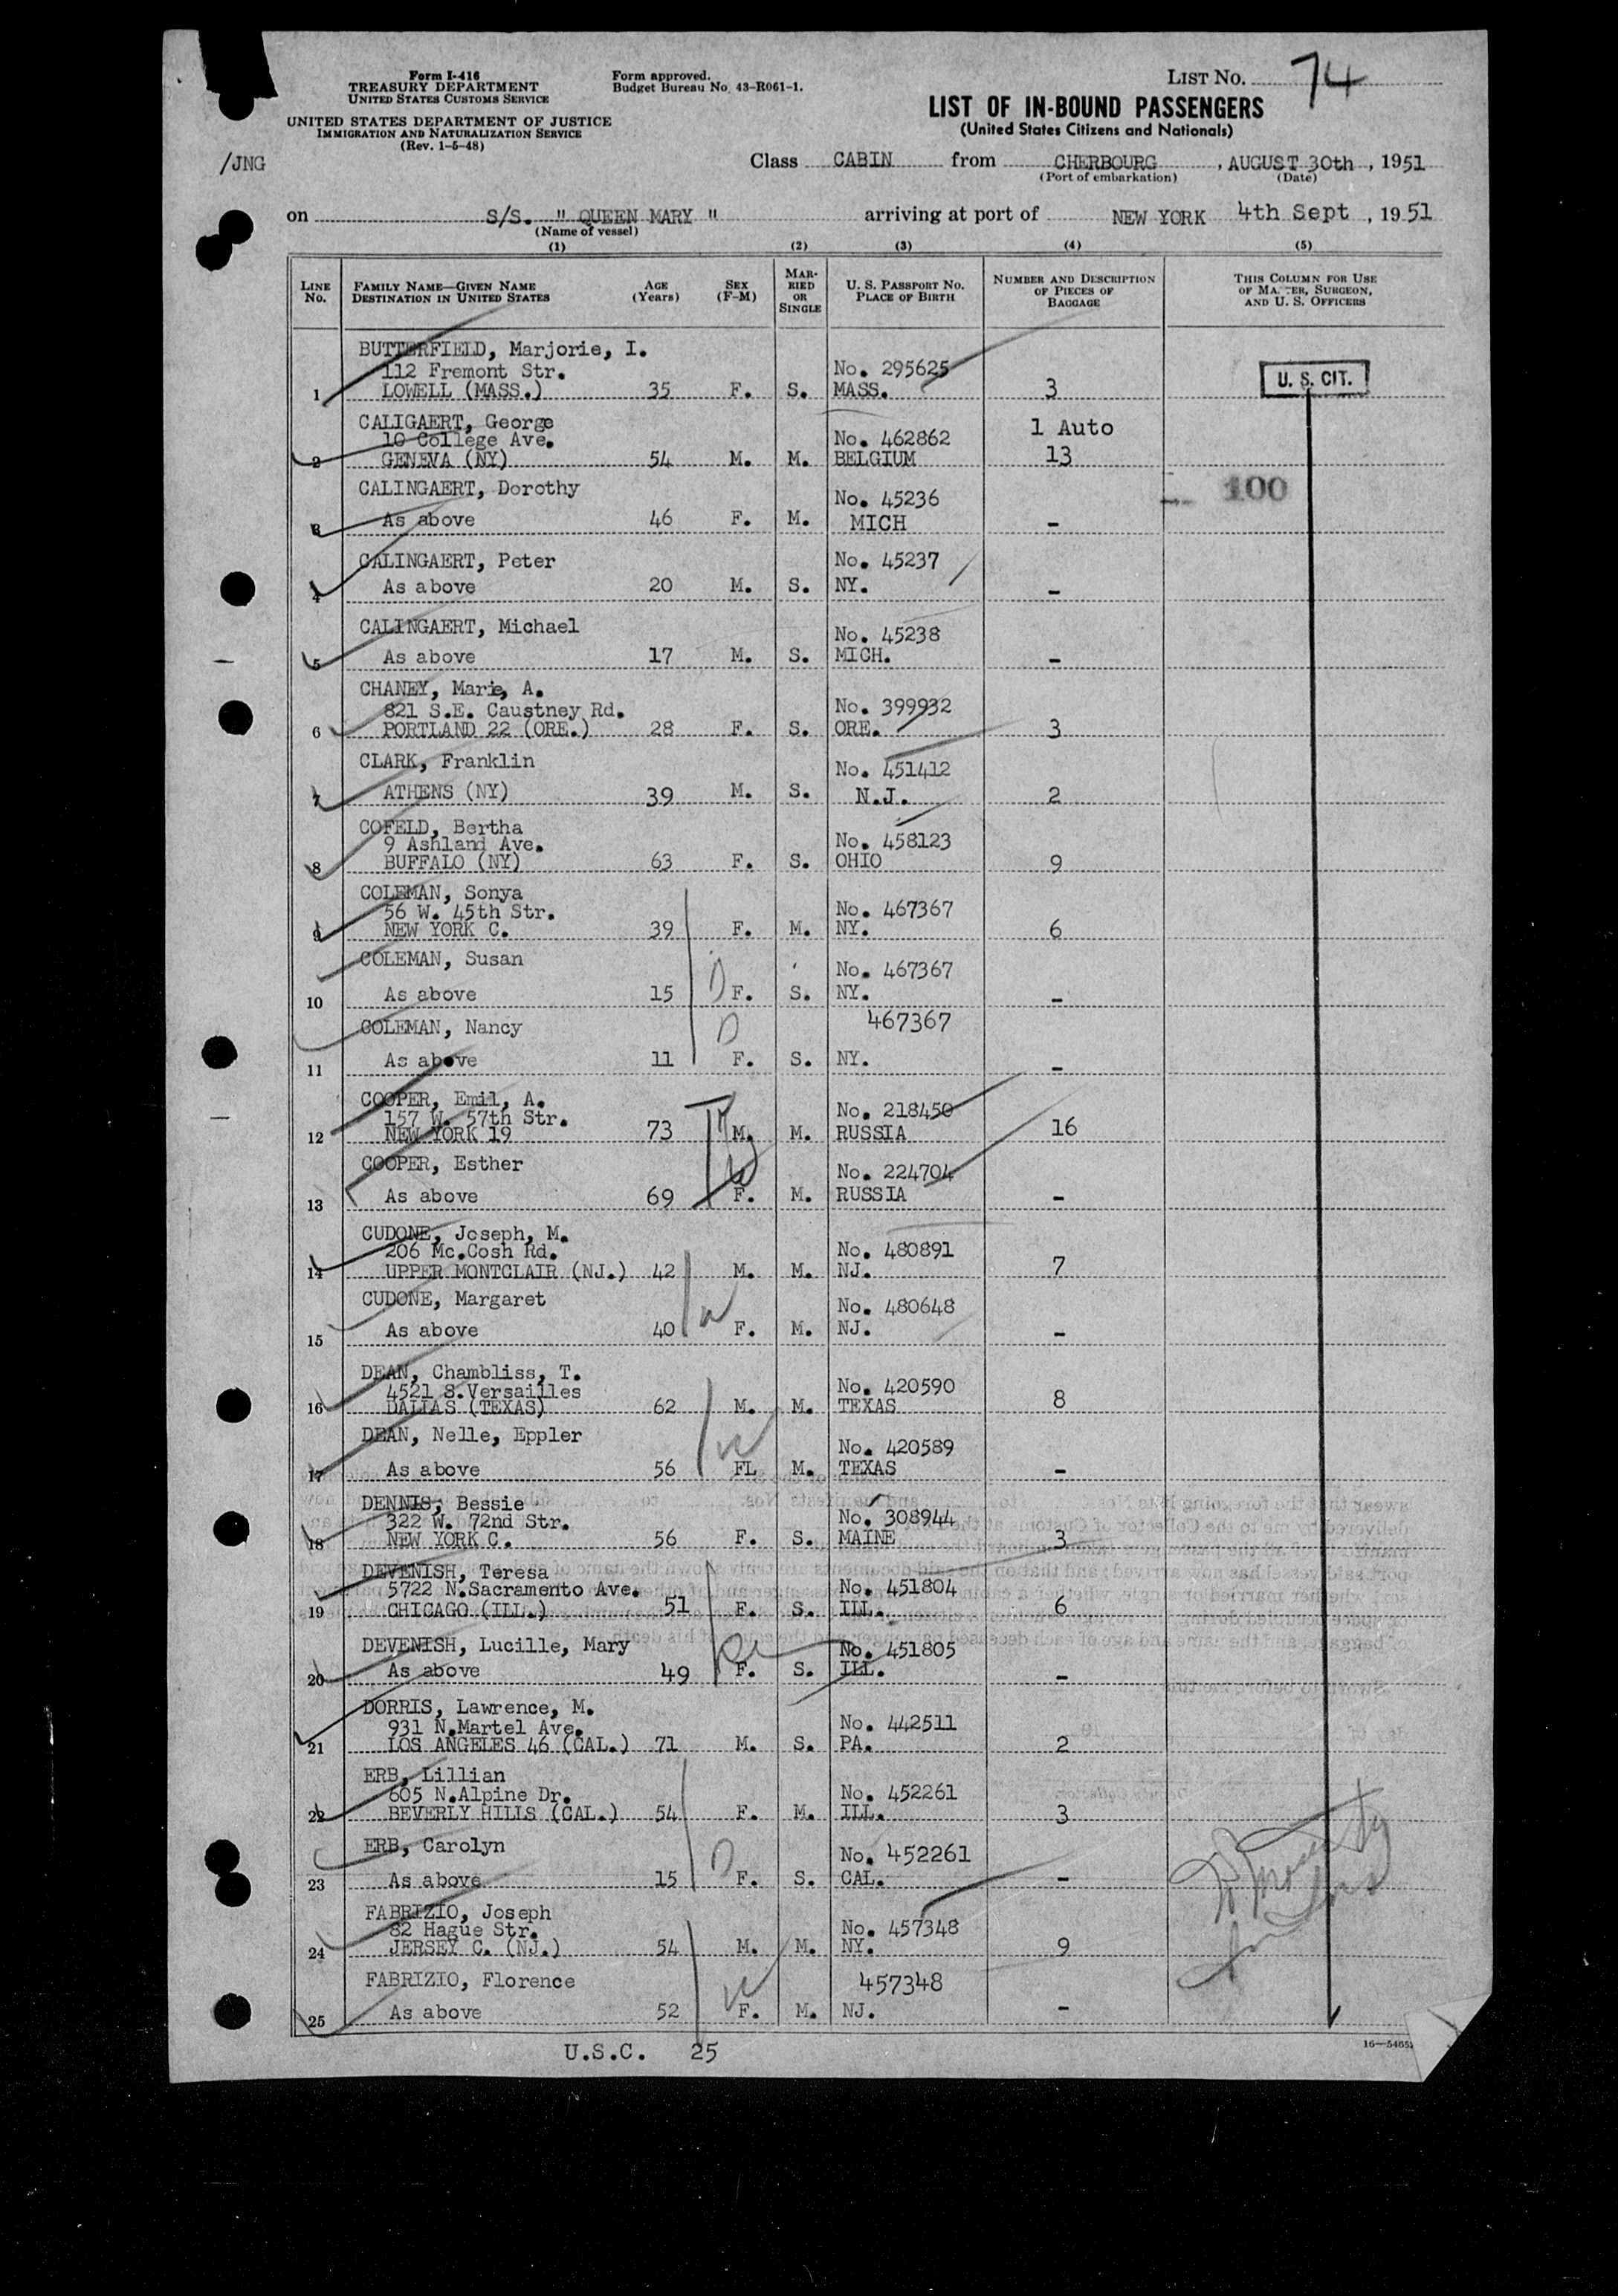 Form I-416
TREASURY DEPARTMENT
UNITED STATES CUSTOMS SERVICE
UNITED STATES DEPARTMENT OF JUSTICE
IMMIGRATION AND NATURALIZATION SERVICE
(Rev. 1-5-48)
Form approved.
Budget Bureau No. 43-R061-1.
LIST No. 74
LIST OF IN-BOUND PASSENGERS
(United States Citizens and Nationals)
/JNG
Class CABIN from CHERBOURG, AUGUST 30th, 1951
(Port of embarkation) (Date)
on S/S. " QUEEN MARY " arriving at port of NEW YORK 4th Sept, 1951
(Name of vessel)
(1) (2) (3) (4) (5)
LINE No. FAMILY NAME—GIVEN NAME DESTINATION IN UNITED STATES AGE (Years) SEX (F-M) MARRIED OR SINGLE U. S. PASSPORT No. PLACE OF BIRTH NUMBER AND DESCRIPTION OF PIECES OF BAGGAGE THIS COLUMN FOR USE OF MASTER, SURGEON, AND U. S. OFFICERS
BUTTERFIELD, Marjorie, I.
112 Fremont Str. No. 295625
1 LOWELL (MASS.) 35 F. S. MASS. 3 U. S. CIT.
CALIGAERT, George 1 Auto
10 College Ave. No. 462862
2 GENEVA (NY) 54 M. M. BELGIUM 13
CALINGAERT, Dorothy No. 45236 100
3 As above 46 F. M. MICH -
CALINGAERT, Peter No. 45237
4 As above 20 M. S. NY. -
CALINGAERT, Michael No. 45238
5 As above 17 M. S. MICH. -
CHANEY, Marie, A.
821 S.E. Caustney Rd. No. 399932
6 PORTLAND 22 (ORE.) 28 F. S. ORE. 3
CLARK, Franklin No. 451412
7 ATHENS (NY) 39 M. S. N.J. 2
COFELD, Bertha
9 Ashland Ave. No. 458123
8 BUFFALO (NY) 63 F. S. OHIO 9
COLEMAN, Sonya
56 W. 45th Str. No. 467367
9 NEW YORK C. 39 F. M. NY. 6
COLEMAN, Susan No. 467367
10 As above 15 D F. S. NY. -
COLEMAN, Nancy D 467367
11 As above 11 F. S. NY. -
COOPER, Emil, A.
157 W. 57th Str. No. 218450
12 NEW YORK 19 73 M. M. RUSSIA 16
COOPER, Esther No. 224704
13 As above 69 F. M. RUSSIA -
CUDONE, Joseph, M.
206 Mc.Cosh Rd. No. 480891
14 UPPER MONTCLAIR (NJ.) 42 M. M. NJ. 7
CUDONE, Margaret No. 480648
15 As above 40 W F. M. NJ. -
DEAN, Chambliss, T.
4521 S.Versailles No. 420590
16 DALLAS (TEXAS) 62 M. M. TEXAS 8
DEAN, Nelle, Eppler No. 420589
17 As above 56 W FL M. TEXAS -
DENNIS, Bessie
322 W. 72nd Str. No. 308944
18 NEW YORK C. 56 F. S. MAINE 3
DEVENISH, Teresa
5722 N.Sacramento Ave. No. 451804
19 CHICAGO (ILL.) 51 F. S. ILL. 6
DEVENISH, Lucille, Mary No. 451805
20 As above 49 F. S. ILL. -
DORRIS, Lawrence, M.
931 N.Martel Ave. No. 442511
21 LOS ANGELES 46 (CAL.) 71 M. S. PA. 2
ERB, Lillian
605 N.Alpine Dr. No. 452261
22 BEVERLY HILLS (CAL.) 54 F. M. ILL. 3
ERB, Carolyn No. 452261
23 As above 15 D F. S. CAL. -
FABRIZIO, Joseph
82 Hague Str. No. 457348
24 JERSEY C. (NJ.) 54 M. M. NY. 9
FABRIZIO, Florence 457348
25 As above 52 W F. M. NJ. -
U.S.C. 25